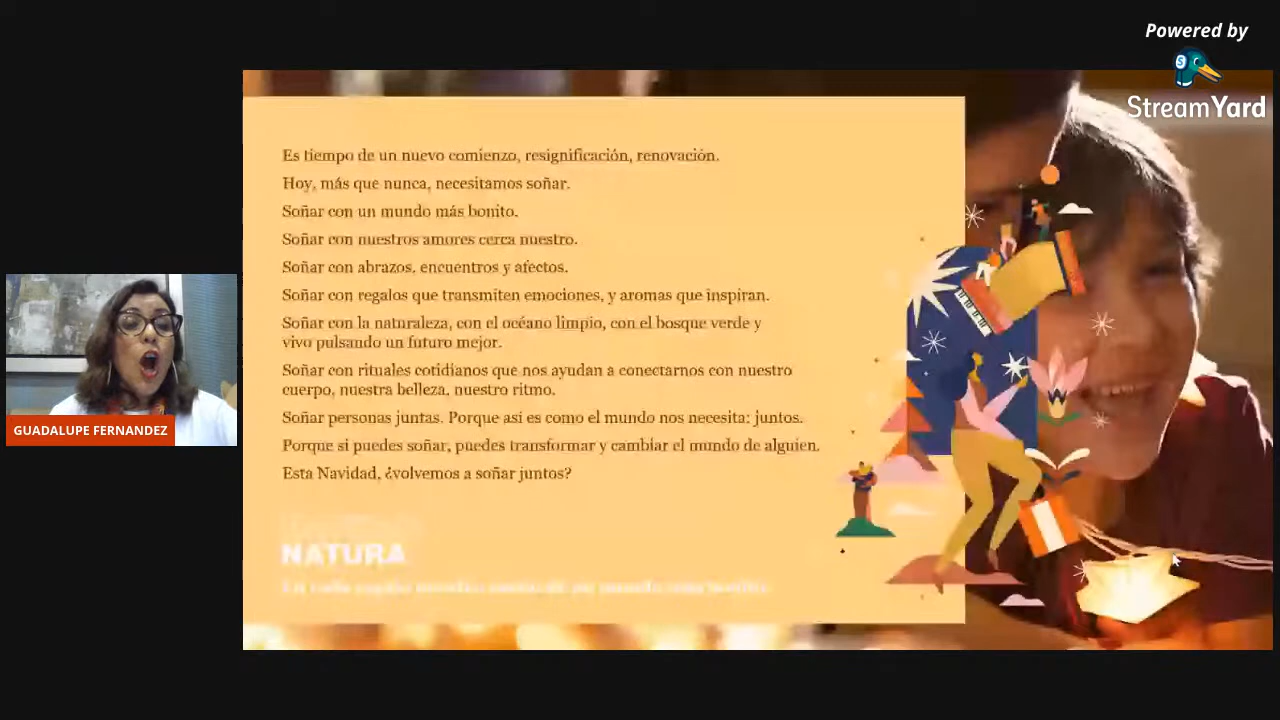 Powered by
StreamYard
Es tiempo de un nuevo comienzo, resignificación, renovación.
Hoy, más que nunca, necesitamos soñar.
Soñar con un mundo más bonito.
Soñar con nuestros amores cerca nuestro.
Soñar con abrazos, encuentros y afectos.
Soñar con regalos que transmiten emociones, y aromas que inspiran.
Soñar con la naturaleza, con el océano limpio, con el bosque verde y
vivo pulsando un futuro mejor.
Soñar con rituales cotidianos que nos ayudan a conectarnos con nuestro
cuerpo, nuestra belleza, nuestro ritmo.
Soñar personas juntas. Porque así es como el mundo nos necesita: juntos.
Porque si puedes soñar, puedes transformar y cambiar el mundo de alguien.
Esta Navidad, ¿volvemos a soñar juntos?
NATURA
GUADALUPE FERNANDEZ